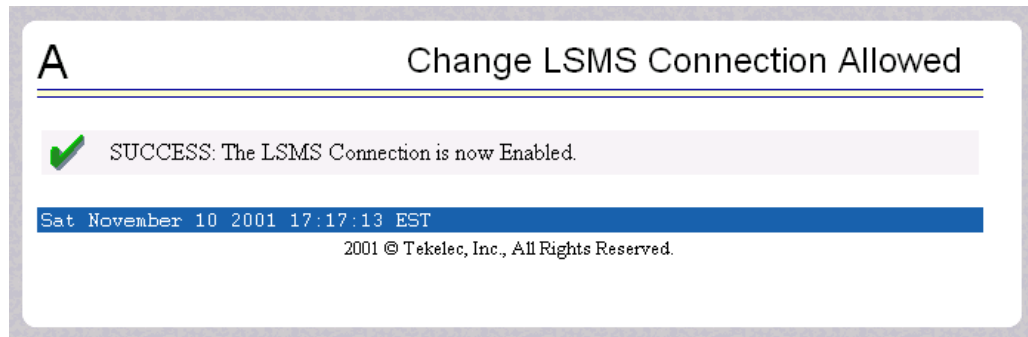 A
Change LSMS Connection Allowed
SUCCESS: The LSMS Connection is now Enabled.
Sat November 10 2001 17:17:13 EST
2001 © Tekelec, Inc., All Rights Reserved.